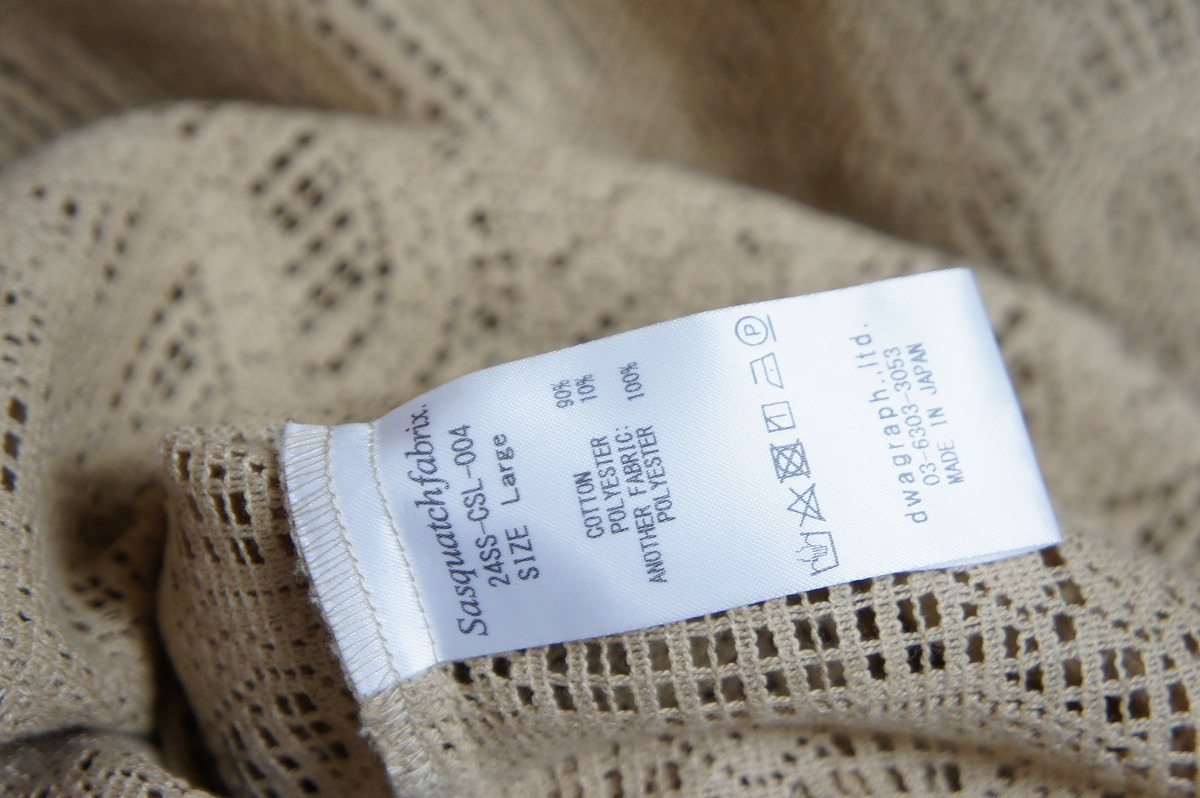 Sasquatchfabrix.
24SS-CSL-004
SIZE Large
COTTON 90%
POLYESTER 10%
ANOTHER FABRIC:
POLYESTER 100%
P
dwagraph.,ltd.
03-6303-3053
MADE IN JAPAN